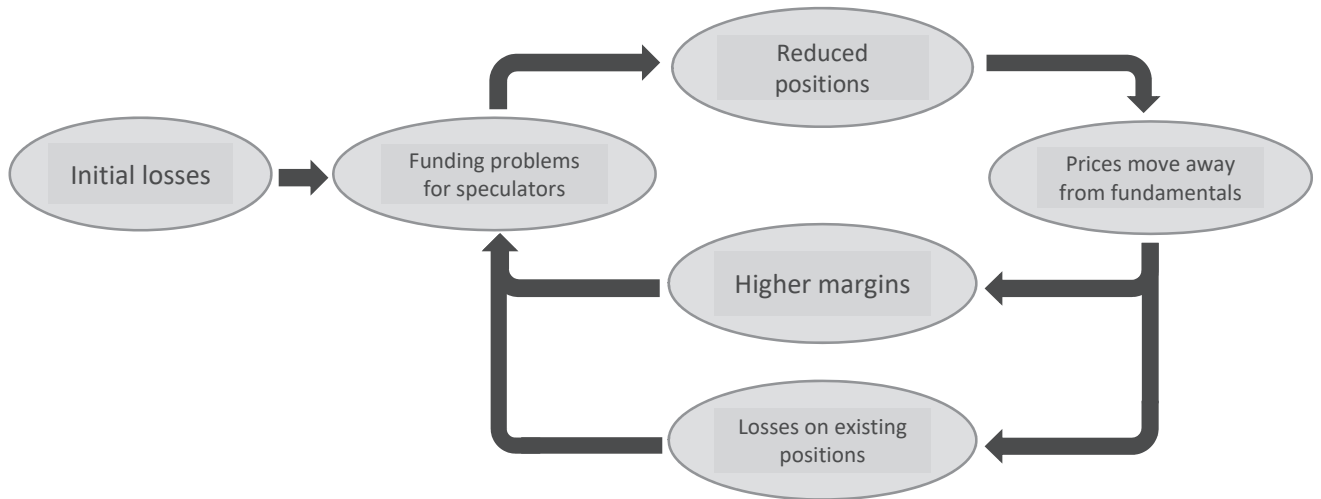 Reduced
positions
Initial losses
Funding problems
for speculators
Prices move away
from fundamentals
Higher margins
Losses on existing
positions